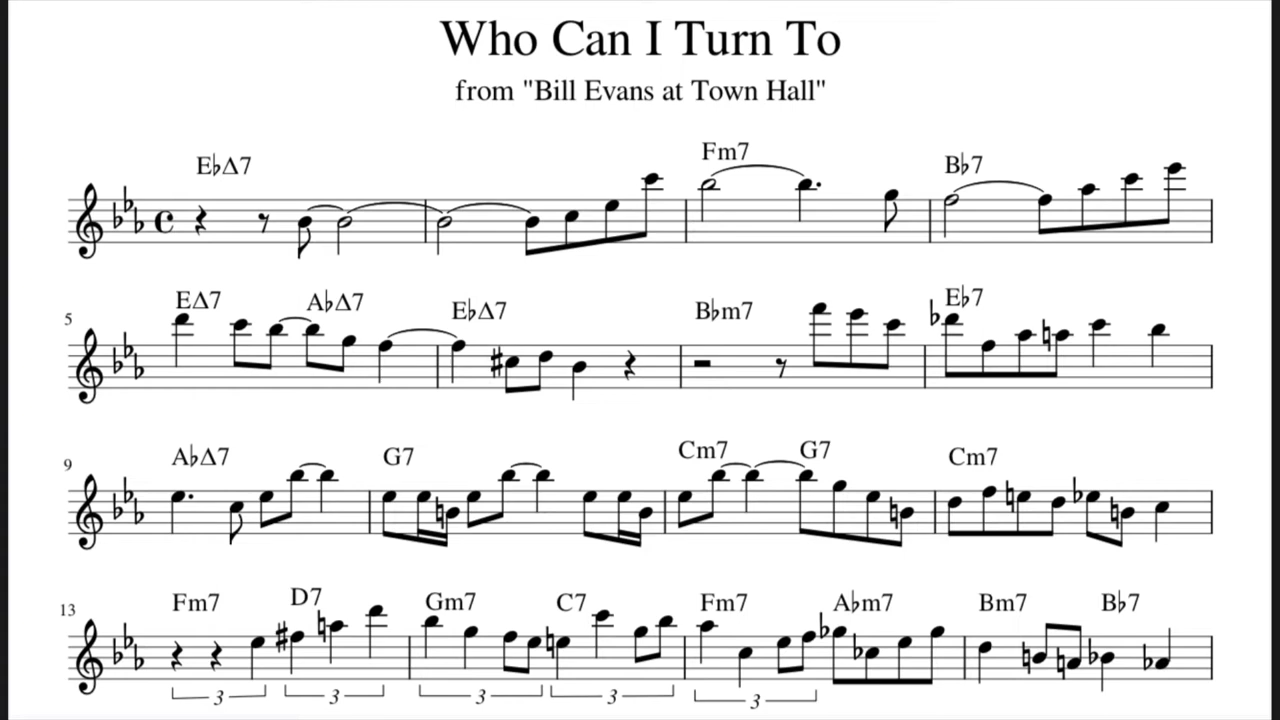 Who Can I Turn To
from "Bill Evans at Town Hall"
E♭Δ7 Fm7 B♭7
5 EΔ7 A♭Δ7 E♭Δ7 B♭m7 E♭7
9 A♭Δ7 G7 Cm7 G7 Cm7
13 Fm7 D7 Gm7 C7 Fm7 A♭m7 Bm7 B♭7
3 3 3 3 3